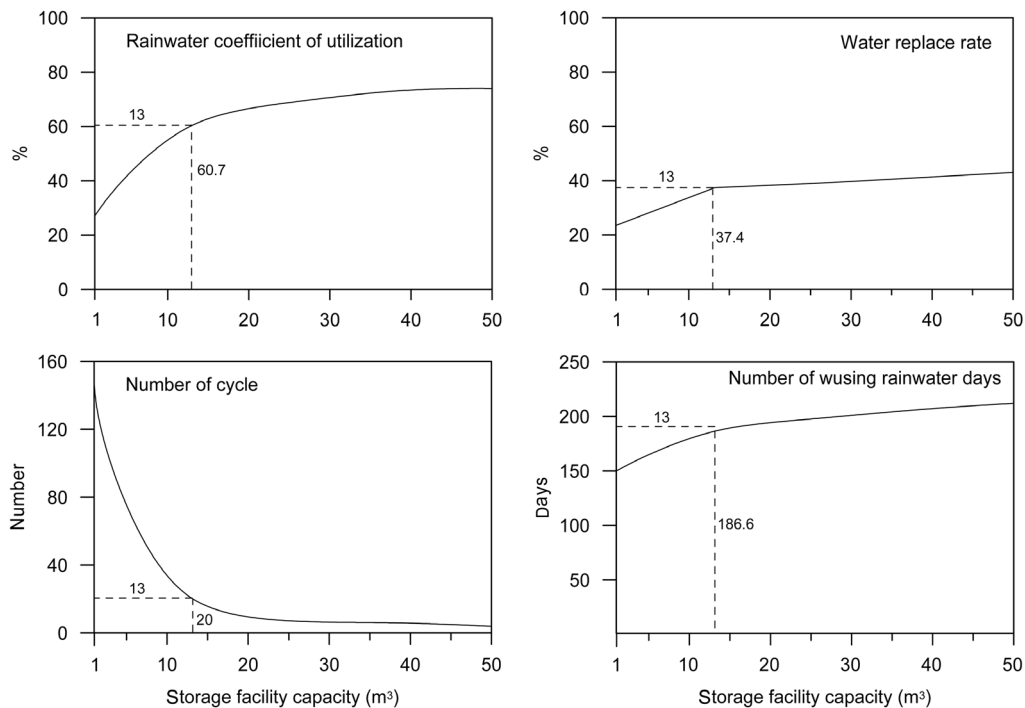 Rainwater coeffiicient of utilization
100
80
60
40
20
0
%
13
60.7
1 10 20 30 40 50
Water replace rate
100
80
60
40
20
0
%
13
37.4
1 10 20 30 40 50
Number of cycle
160
120
80
40
0
Number
13
20
1 10 20 30 40 50
Storage facility capacity (m³)
Number of wusing rainwater days
250
200
150
100
50
Days
13
186.6
1 10 20 30 40 50
Storage facility capacity (m³)